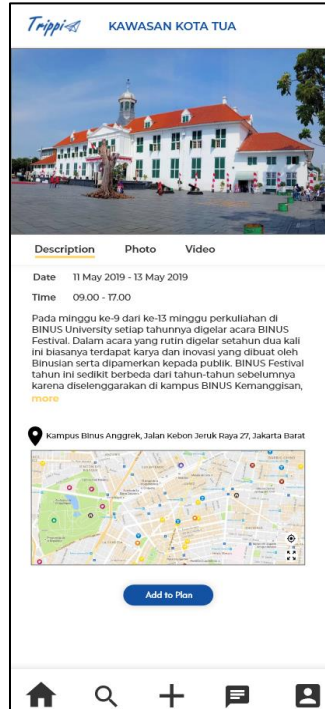 Trippi
KAWASAN KOTA TUA
Description Photo Video
Date 11 May 2019 - 13 May 2019
Time 09.00 - 17.00
Pada minggu ke-9 dari ke-13 minggu perkuliahan di
BINUS University setiap tahunnya digelar acara BINUS
Festival. Dalam acara yang rutin digelar setahun dua kali
ini biasanya terdapat karya dan inovasi yang dibuat oleh
Binusian serta dipamerkan kepada publik. BINUS Festival
tahun ini sedikit berbeda dari tahun-tahun sebelumnya
karena diselenggarakan di kampus BINUS Kemanggisan,
more
Kampus Binus Anggrek, Jalan Kebon Jeruk Raya 27, Jakarta Barat
Add to Plan